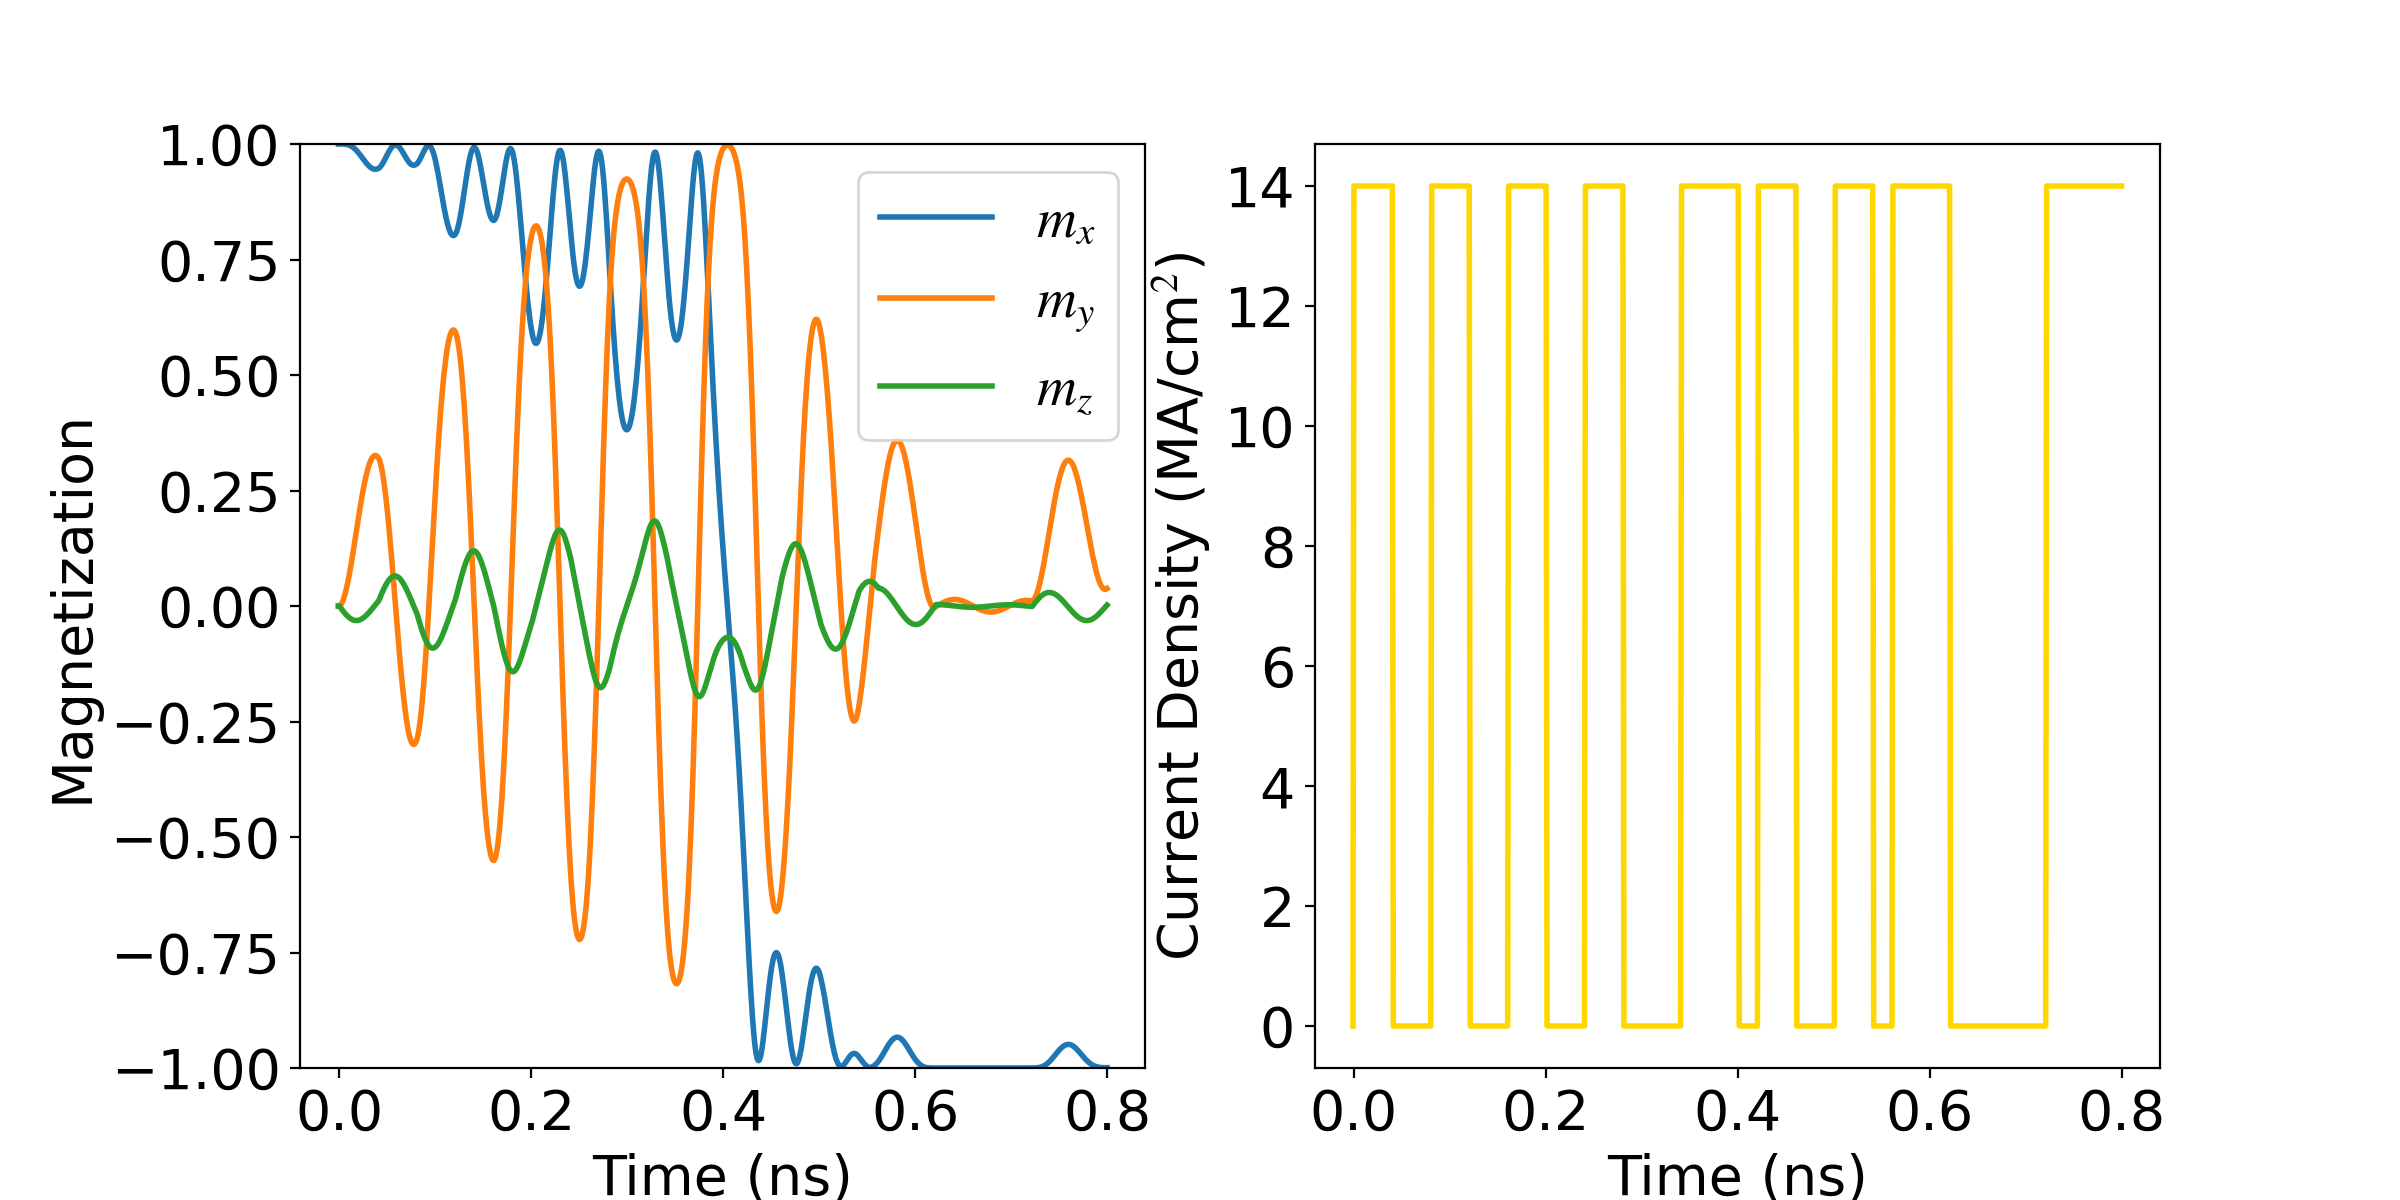 Magnetization
1.00
0.75
0.50
0.25
0.00
−0.25
−0.50
−0.75
−1.00
0.0 0.2 0.4 0.6 0.8
Time (ns)
m_x
m_y
m_z
Current Density (MA/cm²)
14
12
10
8
6
4
2
0
0.0 0.2 0.4 0.6 0.8
Time (ns)